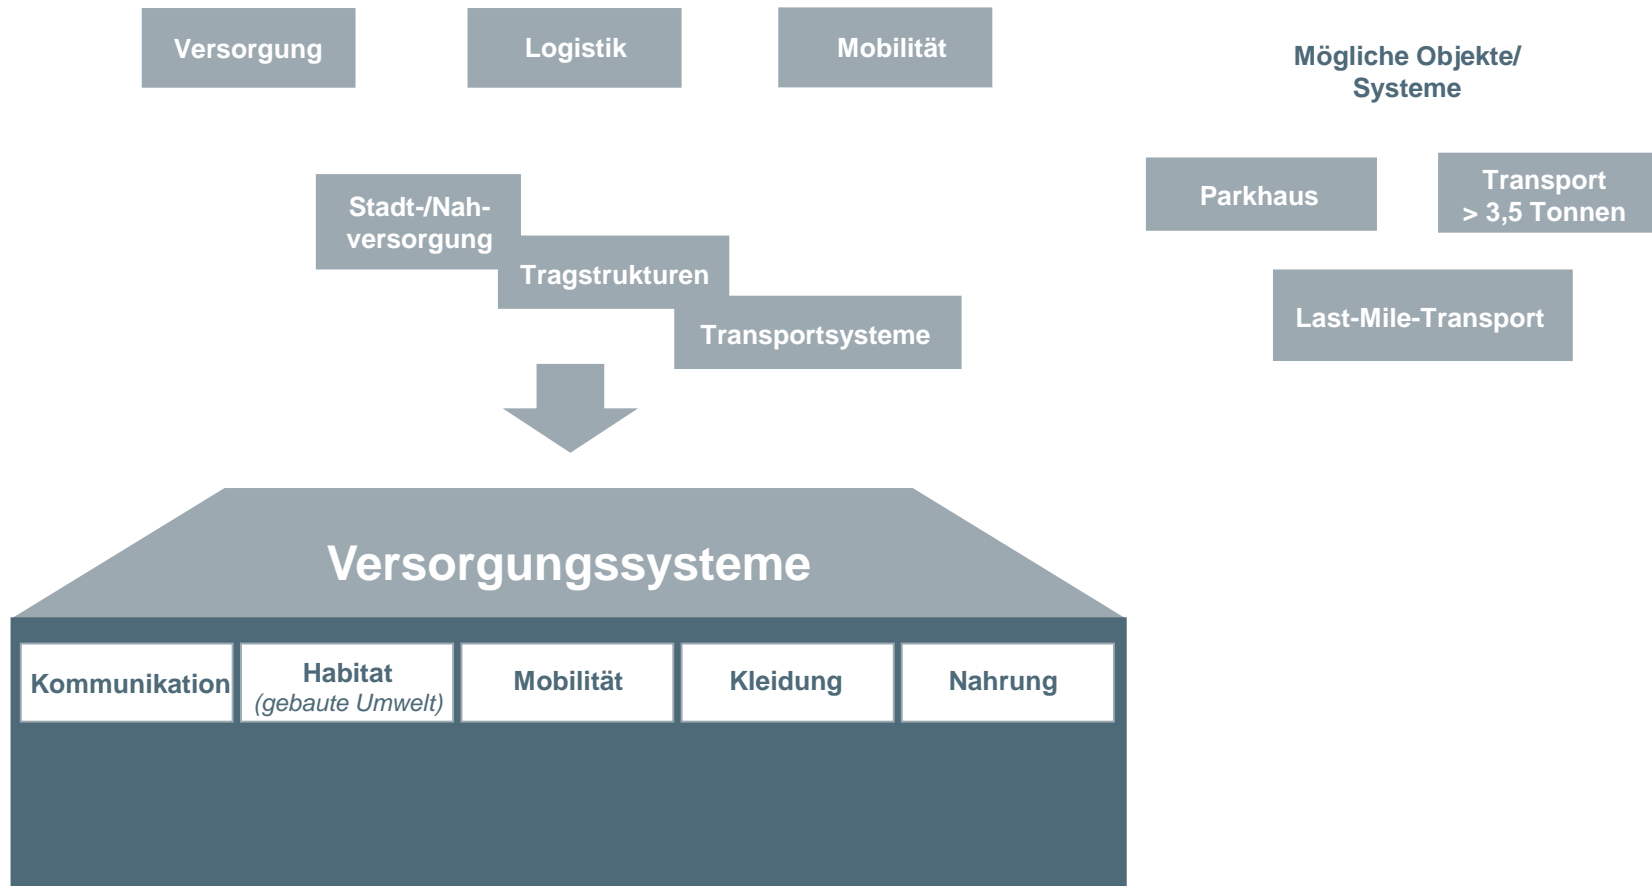 Versorgung
Logistik
Mobilität
Mögliche Objekte/
Systeme
Parkhaus
Transport
> 3,5 Tonnen
Last-Mile-Transport
Stadt-/Nah-
versorgung
Tragstrukturen
Transportsysteme
Versorgungssysteme
Kommunikation
Habitat
(gebaute Umwelt)
Mobilität
Kleidung
Nahrung